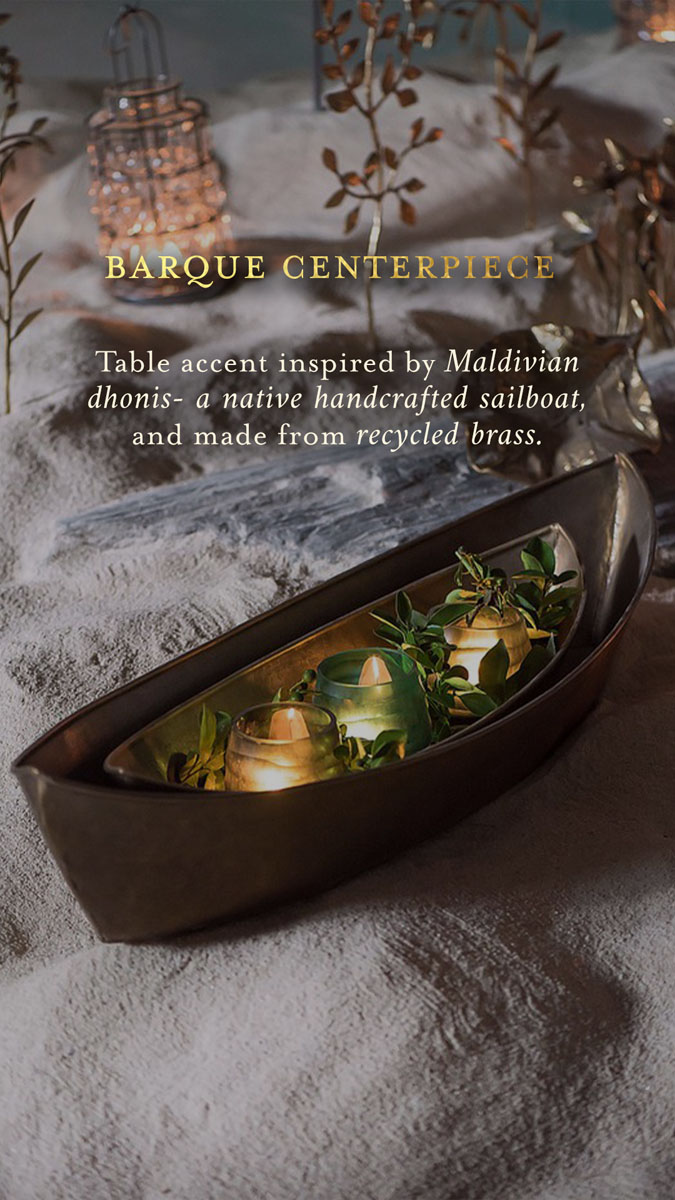 BARQUE CENTERPIECE
Table accent inspired by Maldivian
dhonis- a native handcrafted sailboat,
and made from recycled brass.